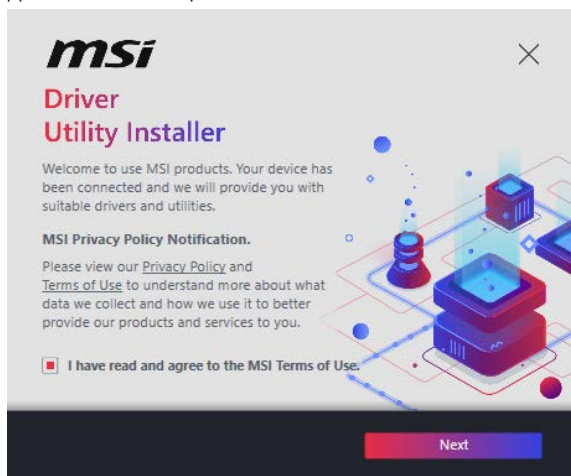 msi
Driver
Utility Installer
Welcome to use MSI products. Your device has
been connected and we will provide you with
suitable drivers and utilities.
MSI Privacy Policy Notification.
Please view our Privacy Policy and
Terms of Use to understand more about what
data we collect and how we use it to better
provide our products and services to you.
I have read and agree to the MSI Terms of Use.
Next